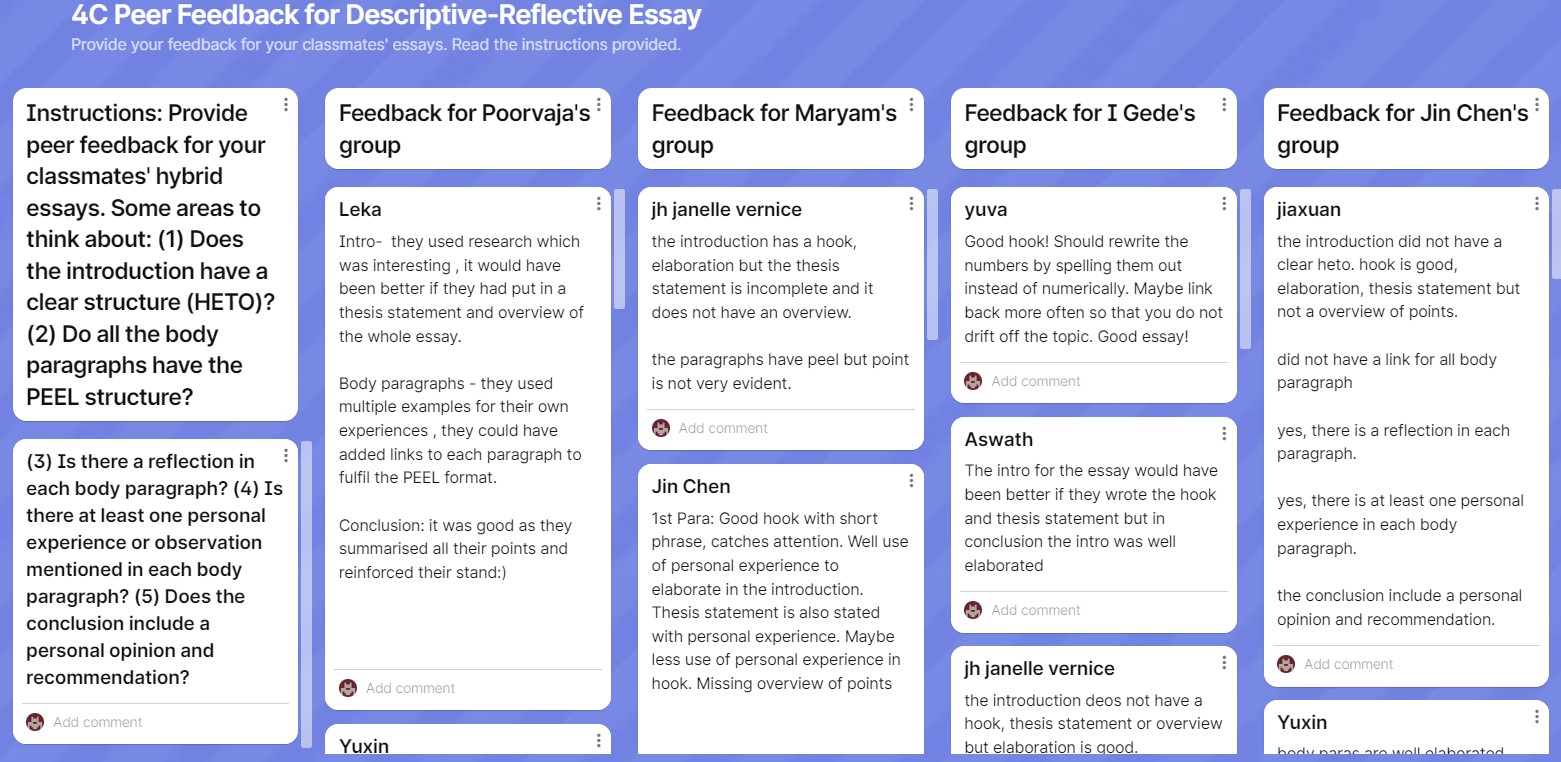 4C Peer Feedback for Descriptive-Reflective Essay
Provide your feedback for your classmates' essays. Read the instructions provided.
Instructions: Provide
peer feedback for your
classmates' hybrid
essays. Some areas to
think about: (1) Does
the introduction have a
clear structure (HETO)?
(2) Do all the body
paragraphs have the
PEEL structure?
(3) Is there a reflection in
each body paragraph? (4) Is
there at least one personal
experience or observation
mentioned in each body
paragraph? (5) Does the
conclusion include a
personal opinion and
recommendation?
Add comment
Feedback for Poorvaja's
group
Leka
Intro-  they used research which
was interesting , it would have
been better if they had put in a
thesis statement and overview of
the whole essay.
Body paragraphs - they used
multiple examples for their own
experiences , they could have
added links to each paragraph to
fulfil the PEEL format.
Conclusion: it was good as they
summarised all their points and
reinforced their stand:)
Add comment
Yuxin
Feedback for Maryam's
group
jh janelle vernice
the introduction has a hook,
elaboration but the thesis
statement is incomplete and it
does not have an overview.
the paragraphs have peel but point
is not very evident.
Add comment
Jin Chen
1st Para: Good hook with short
phrase, catches attention. Well use
of personal experience to
elaborate in the introduction.
Thesis statement is also stated
with personal experience. Maybe
less use of personal experience in
hook. Missing overview of points
Feedback for I Gede's
group
yuva
Good hook! Should rewrite the
numbers by spelling them out
instead of numerically. Maybe link
back more often so that you do not
drift off the topic. Good essay!
Add comment
Aswath
The intro for the essay would have
been better if they wrote the hook
and thesis statement but in
conclusion the intro was well
elaborated
Add comment
jh janelle vernice
the introduction deos not have a
hook, thesis statement or overview
but elaboration is good.
Feedback for Jin Chen's
group
jiaxuan
the introduction did not have a
clear heto. hook is good,
elaboration, thesis statement but
not a overview of points.
did not have a link for all body
paragraph
yes, there is a reflection in each
paragraph.
yes, there is at least one personal
experience in each body
paragraph.
the conclusion include a personal
opinion and recommendation.
Add comment
Yuxin
body paras are well elaborated